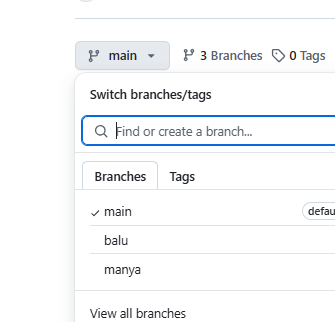 main 3 Branches 0 Tags
Switch branches/tags
Find or create a branch...
Branches Tags
main defau
balu
manya
View all branches